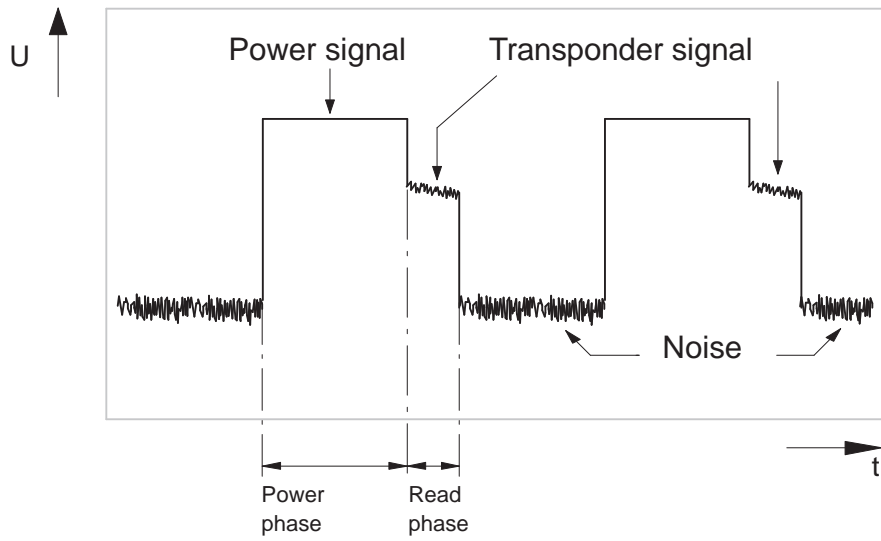 U
Power signal
Transponder signal
Noise
t
Power
phase
Read
phase